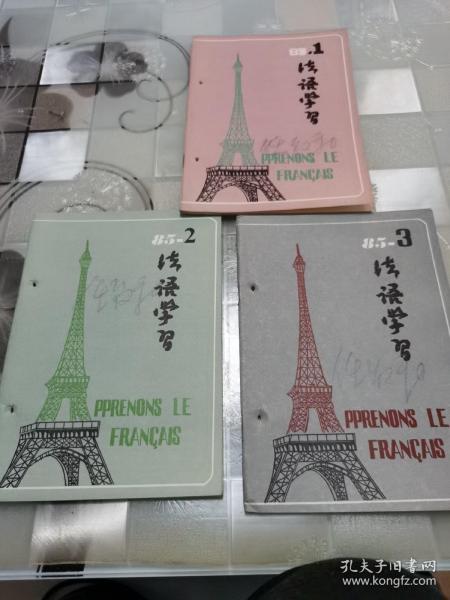 85-1
法语学习
PPRENONS LE
FRANÇAIS
85-2
法语学习
PPRENONS LE
FRANÇAIS
85-3
法语学习
PPRENONS LE
FRANÇAIS
孔夫子旧书网
www.kongfz.com